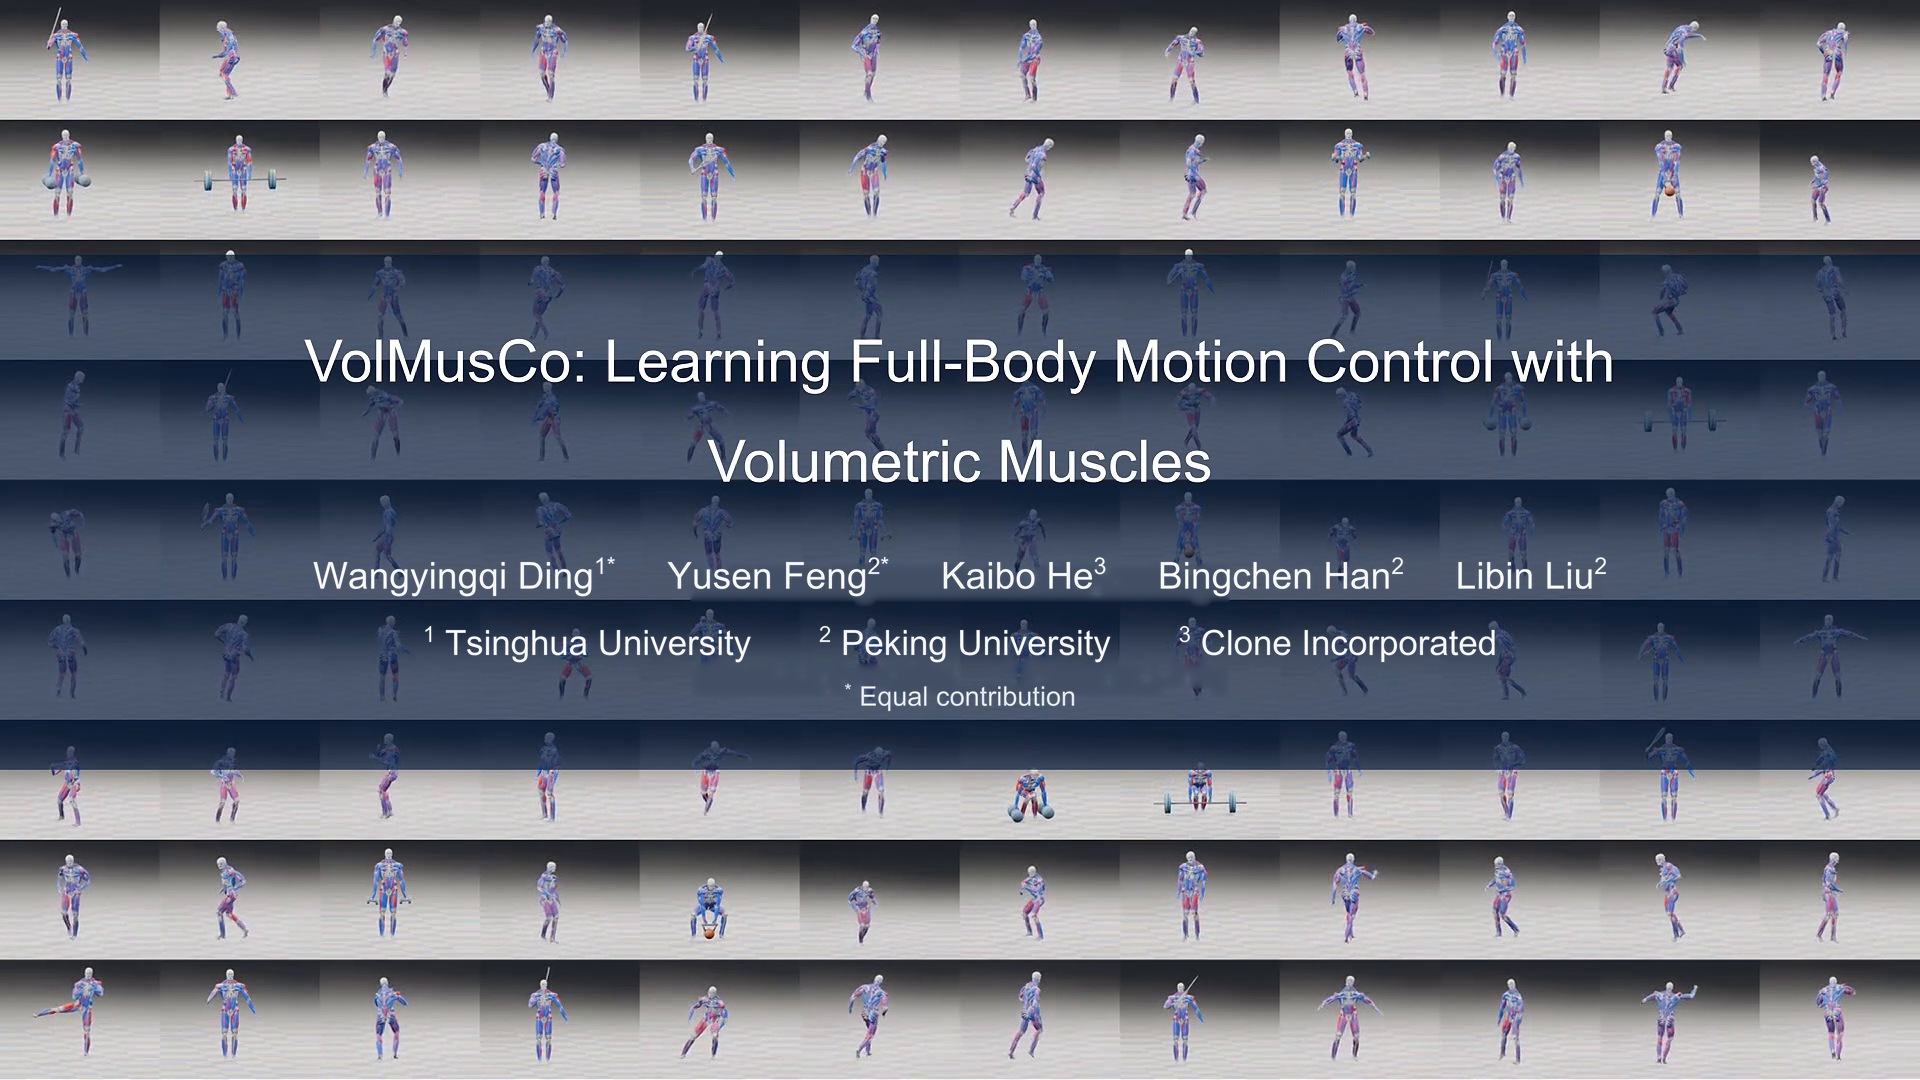 VolMusCo: Learning Full-Body Motion Control with
Volumetric Muscles
Wangyingqi Ding¹* Yusen Feng²* Kaibo He³ Bingchen Han² Libin Liu²
¹ Tsinghua University ² Peking University ³ Clone Incorporated
* Equal contribution